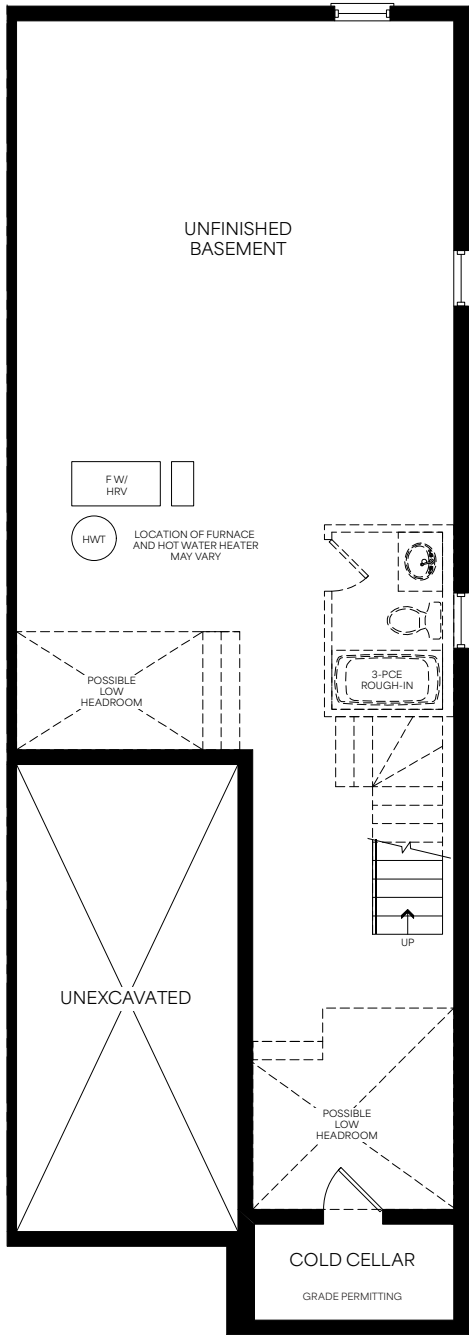 UNFINISHED
BASEMENT
F W/
HRV
HWT
LOCATION OF FURNACE
AND HOT WATER HEATER
MAY VARY
3-PCE
ROUGH-IN
POSSIBLE
LOW
HEADROOM
UP
UNEXCAVATED
POSSIBLE
LOW
HEADROOM
COLD CELLAR
GRADE PERMITTING